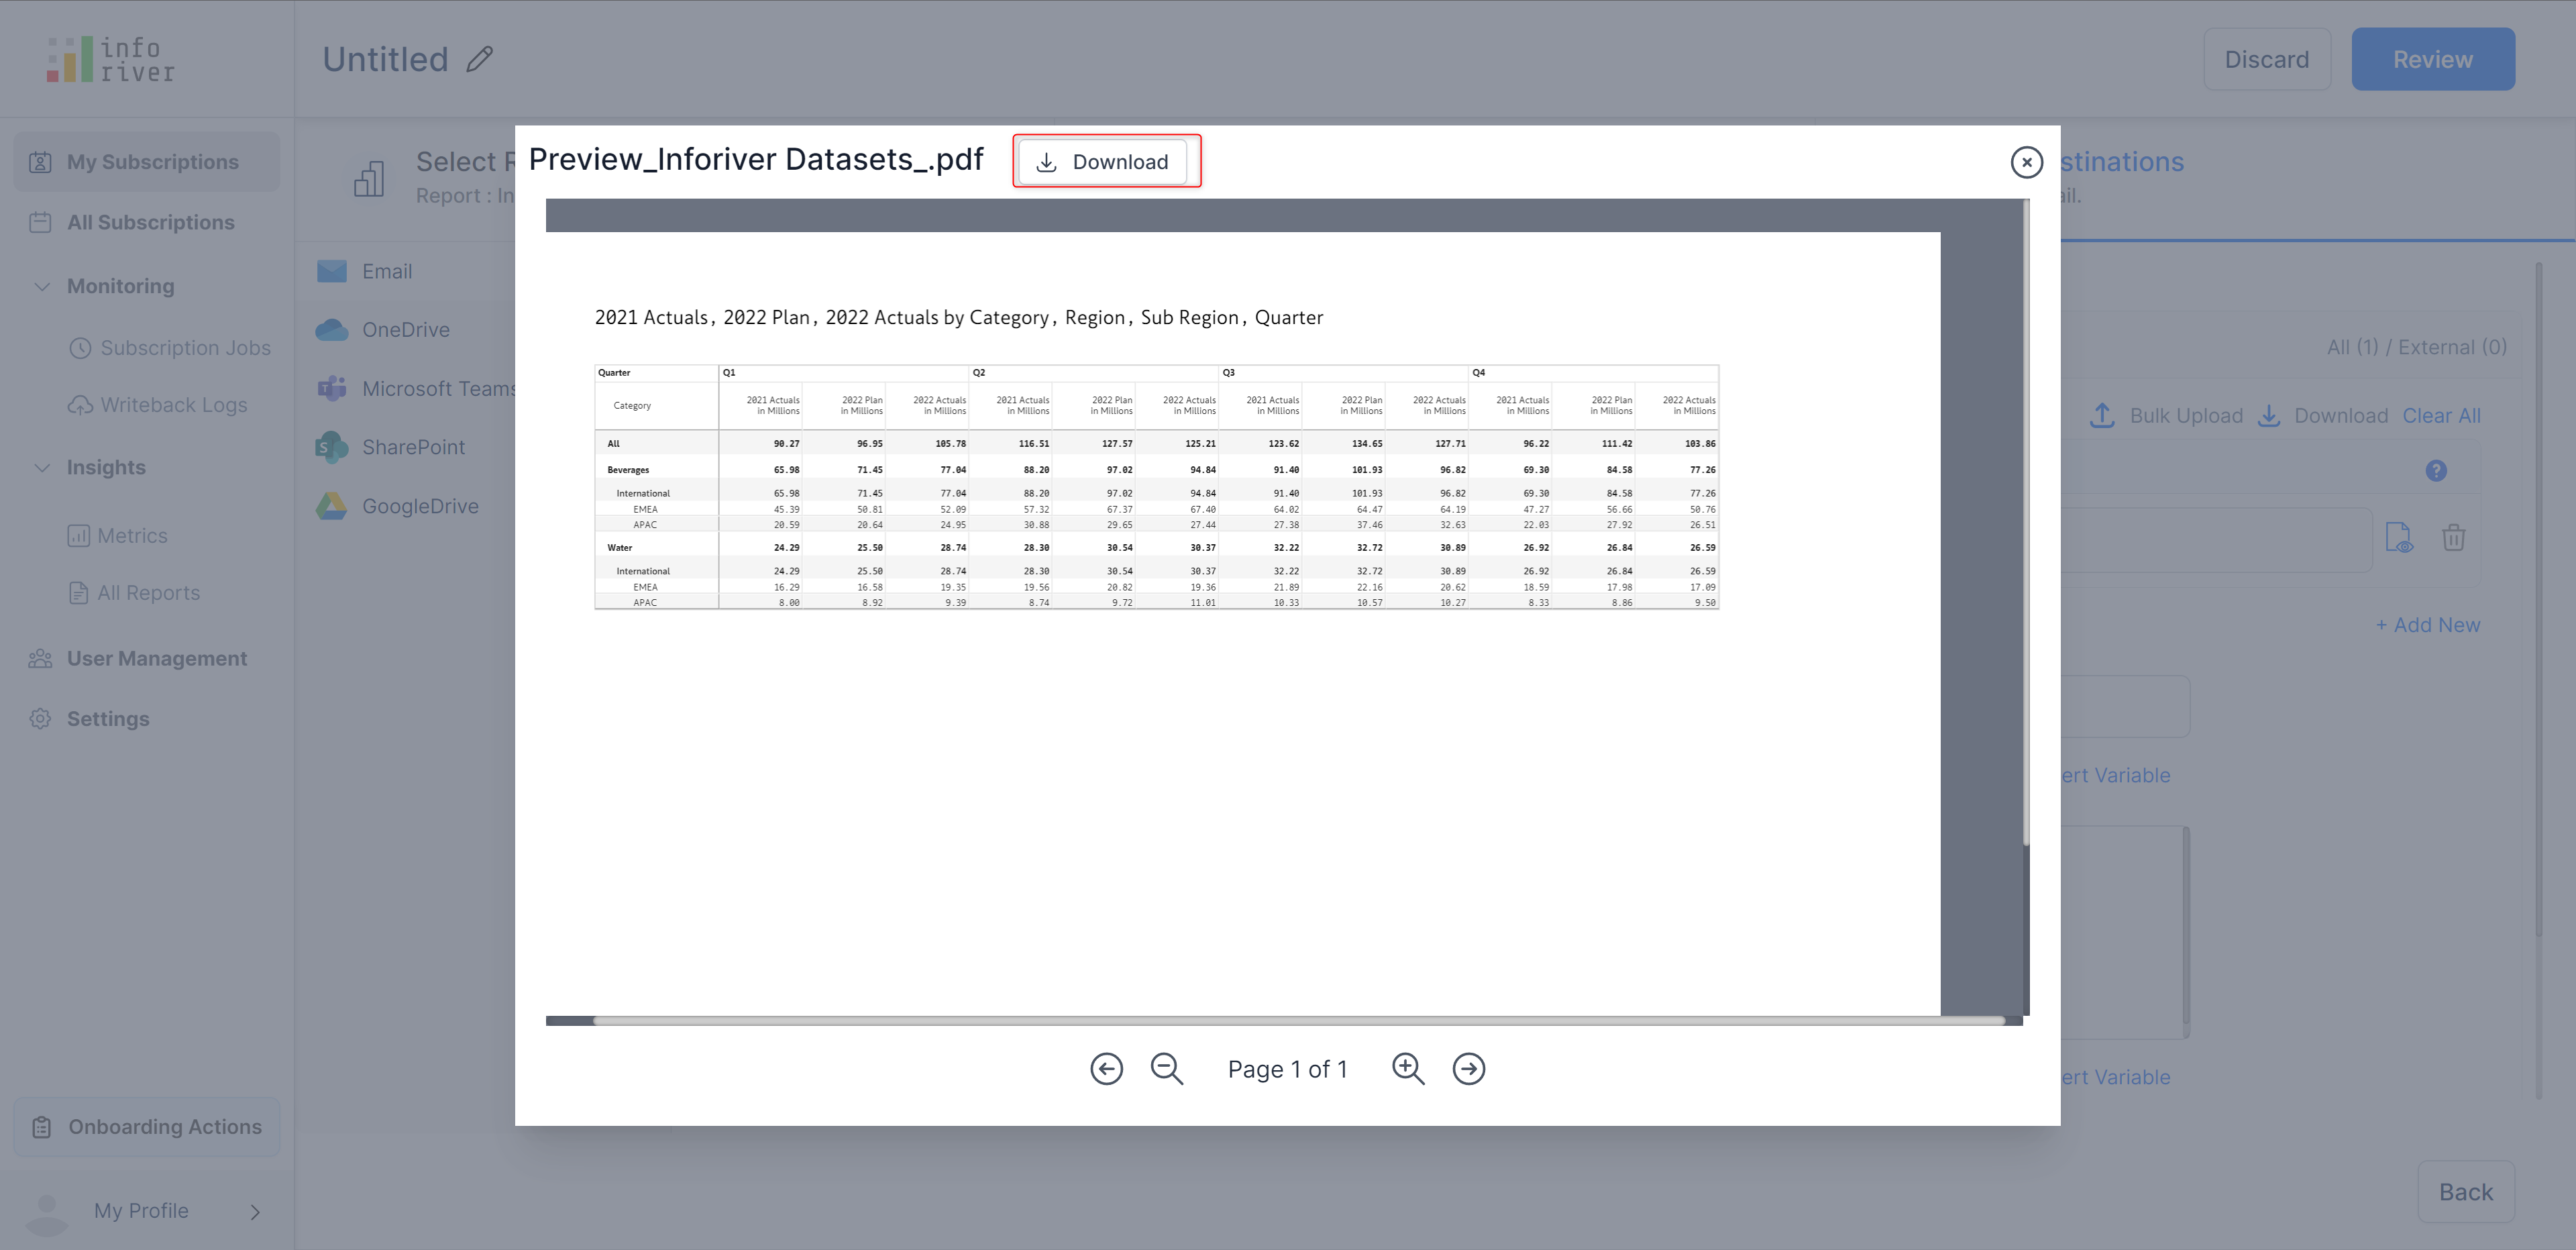 info
river
Untitled
Discard
Review
My Subscriptions
All Subscriptions
Monitoring
Subscription Jobs
Writeback Logs
Insights
Metrics
All Reports
User Management
Settings
Onboarding Actions
My Profile
Select R
Report : In
Email
OneDrive
Microsoft Teams
SharePoint
GoogleDrive
Preview_Inforiver Datasets_.pdf
Download
2021 Actuals, 2022 Plan, 2022 Actuals by Category, Region, Sub Region, Quarter
Quarter Q1 Q2 Q3 Q4
Category 2021 Actuals in Millions 2022 Plan in Millions 2022 Actuals in Millions 2021 Actuals in Millions 2022 Plan in Millions 2022 Actuals in Millions 2021 Actuals in Millions 2022 Plan in Millions 2022 Actuals in Millions 2021 Actuals in Millions 2022 Plan in Millions 2022 Actuals in Millions
All 90.27 96.95 105.78 116.51 127.57 125.21 123.62 134.65 127.71 96.22 111.42 103.86
Beverages 65.98 71.45 77.04 88.20 97.02 94.84 91.40 101.93 96.82 69.30 84.58 77.26
International 65.98 71.45 77.04 88.20 97.02 94.84 91.40 101.93 96.82 69.30 84.58 77.26
EMEA 45.39 50.81 52.09 57.32 67.37 67.40 64.02 64.47 64.19 47.27 56.66 50.76
APAC 20.59 20.64 24.95 30.88 29.65 27.44 27.38 37.46 32.63 22.03 27.92 26.51
Water 24.29 25.50 28.74 28.30 30.54 30.37 32.22 32.72 30.89 26.92 26.84 26.59
International 24.29 25.50 28.74 28.30 30.54 30.37 32.22 32.72 30.89 26.92 26.84 26.59
EMEA 16.29 16.58 19.35 19.56 20.82 19.36 21.89 22.16 20.62 18.59 17.98 17.09
APAC 8.00 8.92 9.39 8.74 9.72 11.01 10.33 10.57 10.27 8.33 8.86 9.50
Page 1 of 1
stinations
ail.
All (1) / External (0)
Bulk Upload Download Clear All
+ Add New
ert Variable
ert Variable
Back